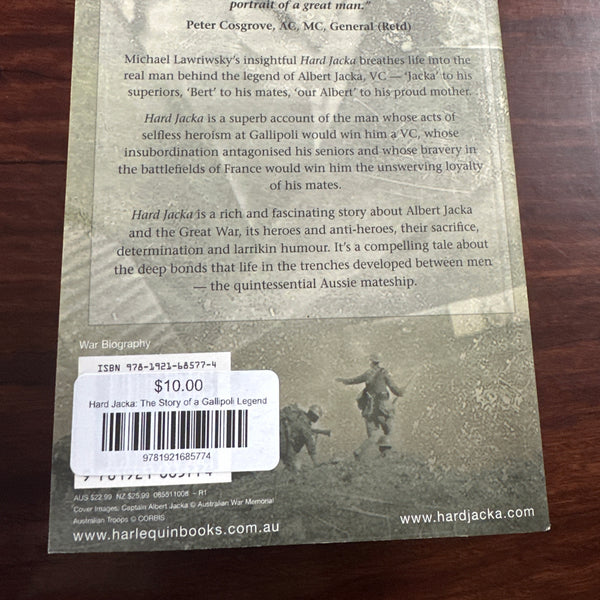 portrait of a great man."
Peter Cosgrove, AC, MC, General (Retd)
Michael Lawriwsky's insightful Hard Jacka breathes life into the
real man behind the legend of Albert Jacka, VC — 'Jacka' to his
superiors, 'Bert' to his mates, 'our Albert' to his proud mother.
Hard Jacka is a superb account of the man whose acts of
selfless heroism at Gallipoli would win him a VC, whose
insubordination antagonised his seniors and whose bravery in
the battlefields of France would win him the unswerving loyalty
of his mates.
Hard Jacka is a rich and fascinating story about Albert Jacka
and the Great War, its heroes and anti-heroes, their sacrifice,
determination and larrikin humour. It's a compelling tale about
the deep bonds that life in the trenches developed between men
— the quintessential Aussie mateship.
War Biography
ISBN 978-1921-68577-4
$10.00
Hard Jacka: The Story of a Gallipoli Legend
9781921685774
AUS $22.99 NZ $25.99 065511008 - R1
Cover Images: Captain Albert Jacka © Australian War Memorial
Australian Troops © CORBIS
www.harlequinbooks.com.au
www.hardjacka.com